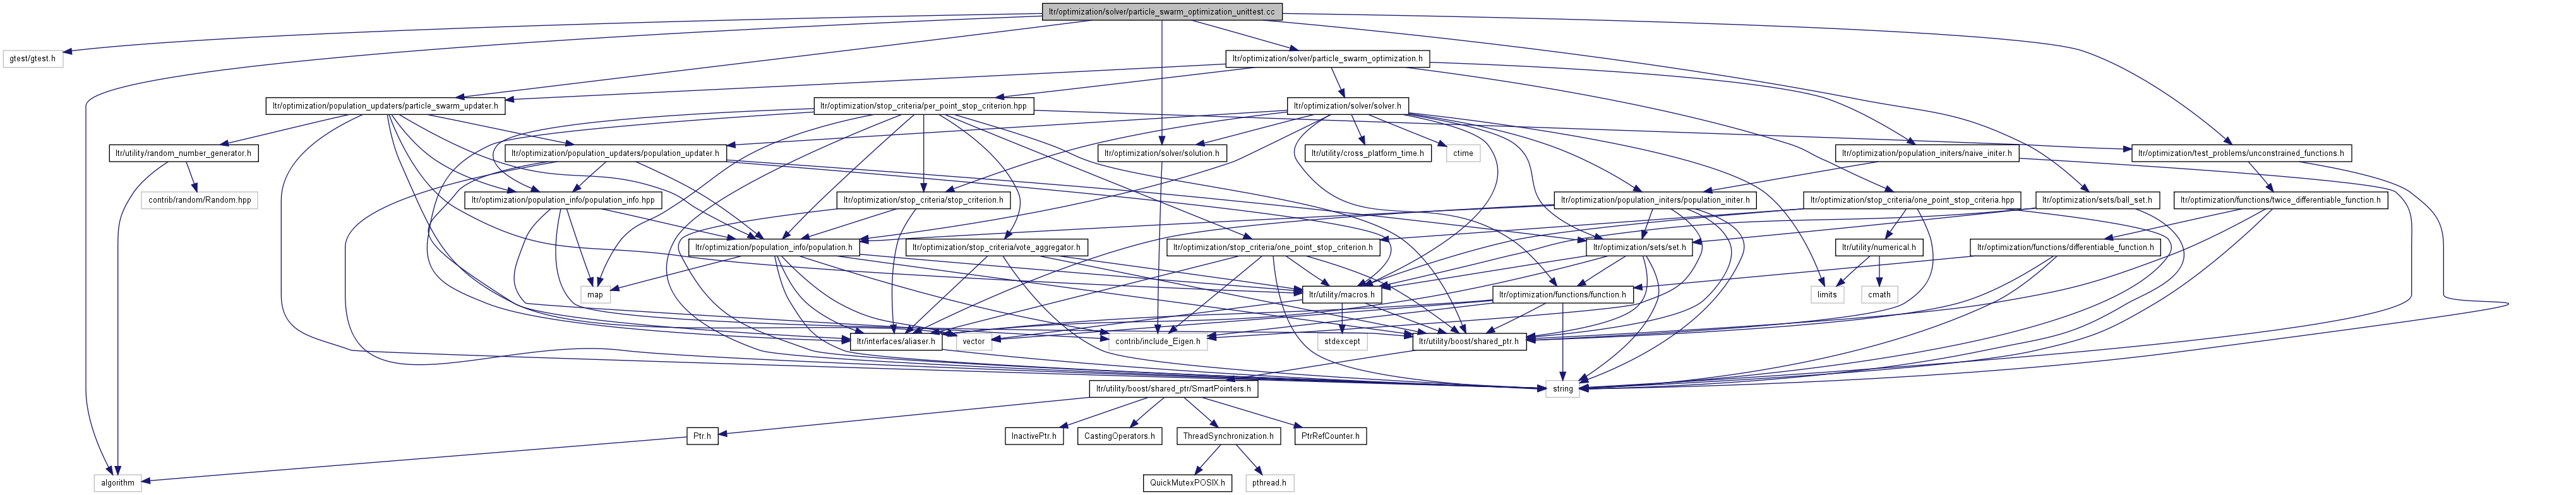 ltr/optimization/solver/particle_swarm_optimization_unittest.cc
gtest/gtest.h
ltr/optimization/solver/particle_swarm_optimization.h
ltr/optimization/population_updaters/particle_swarm_updater.h
ltr/optimization/stop_criteria/per_point_stop_criterion.hpp
ltr/optimization/solver/solver.h
ltr/utility/random_number_generator.h
ltr/optimization/population_updaters/population_updater.h
ltr/optimization/solver/solution.h
ltr/utility/cross_platform_time.h
ctime
ltr/optimization/population_initers/naive_initer.h
ltr/optimization/test_problems/unconstrained_functions.h
contrib/random/Random.hpp
ltr/optimization/population_info/population_info.hpp
ltr/optimization/stop_criteria/stop_criterion.h
ltr/optimization/population_initers/population_initer.h
ltr/optimization/stop_criteria/one_point_stop_criteria.hpp
ltr/optimization/sets/ball_set.h
ltr/optimization/functions/twice_differentiable_function.h
ltr/optimization/population_info/population.h
ltr/optimization/stop_criteria/vote_aggregator.h
ltr/optimization/stop_criteria/one_point_stop_criterion.h
ltr/optimization/sets/set.h
ltr/utility/numerical.h
ltr/optimization/functions/differentiable_function.h
map
ltr/utility/macros.h
ltr/optimization/functions/function.h
limits
cmath
ltr/interfaces/aliaser.h
vector
contrib/include_Eigen.h
stdexcept
ltr/utility/boost/shared_ptr.h
ltr/utility/boost/shared_ptr/SmartPointers.h
string
Ptr.h
InactivePtr.h
CastingOperators.h
ThreadSynchronization.h
PtrRefCounter.h
algorithm
QuickMutexPOSIX.h
pthread.h